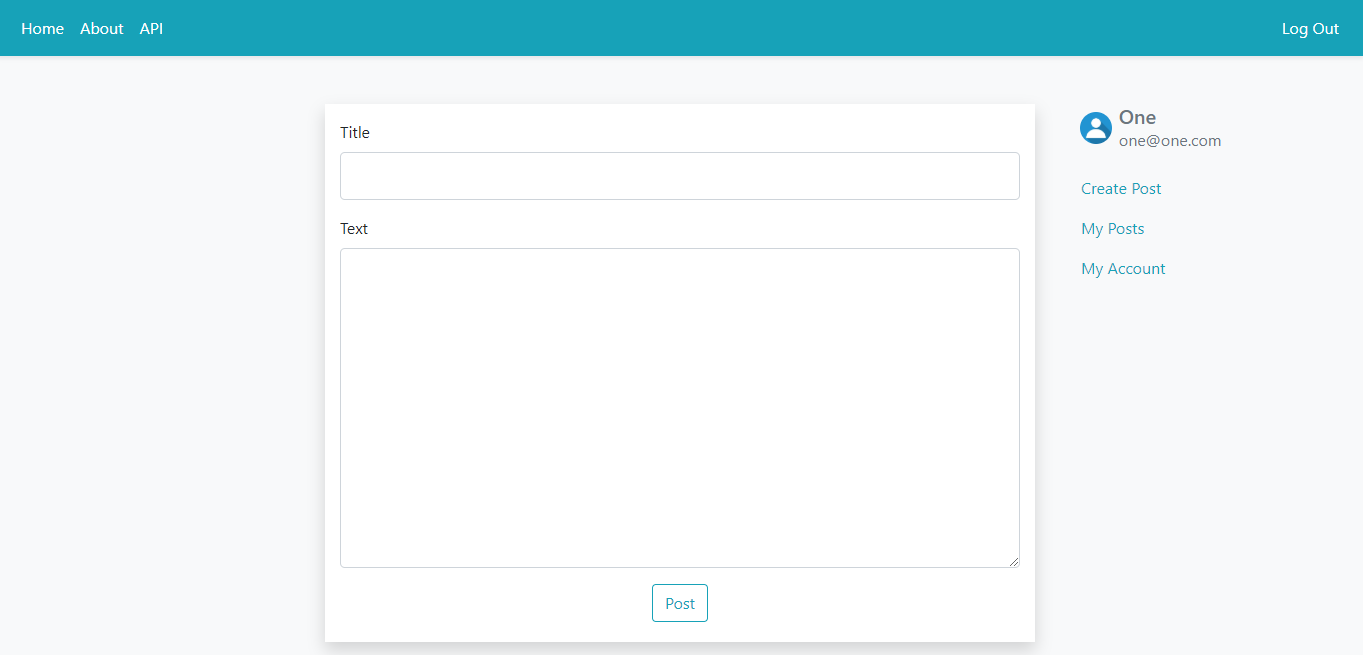 Home About API Log Out
Title
Text
Post
One
one@one.com
Create Post
My Posts
My Account